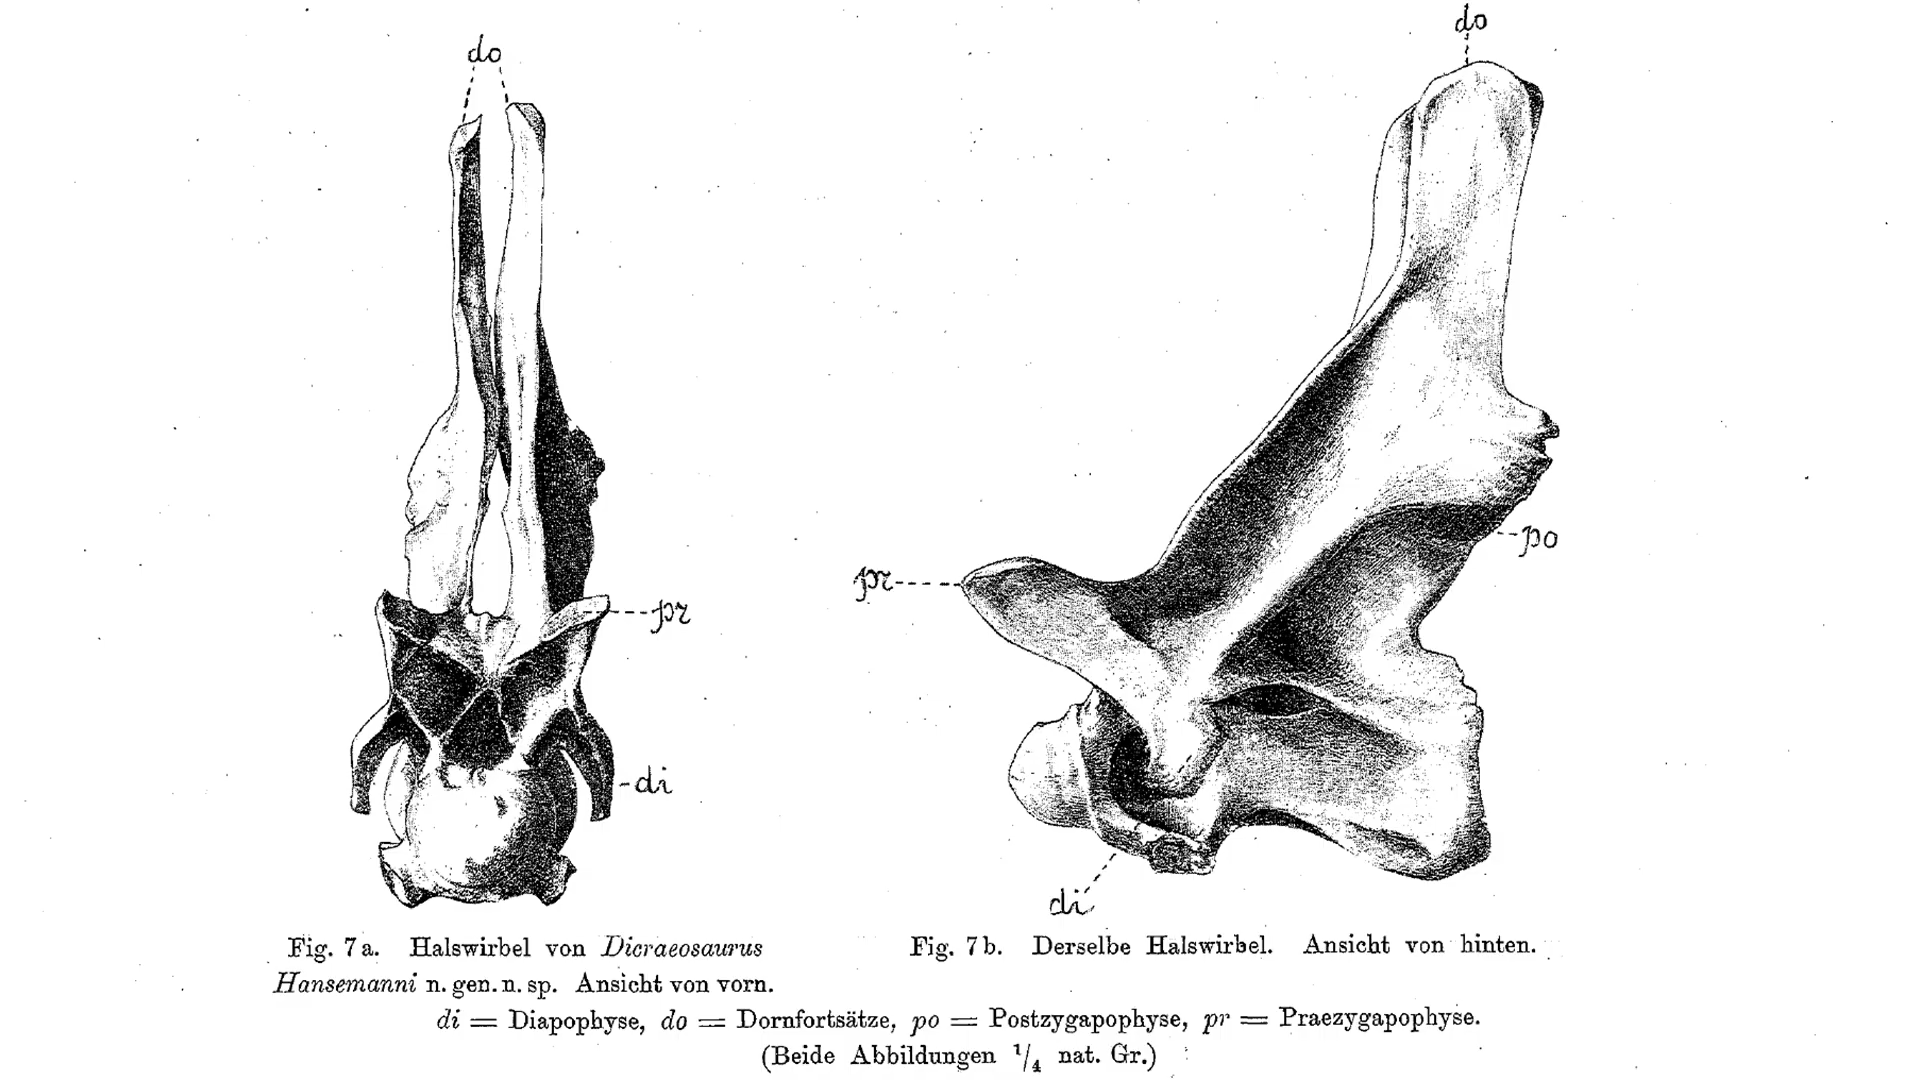 do
do
pr
po
pr
di
di
Fig. 7a. Halswirbel von Dicraeosaurus
Hansemanni n. gen. n. sp. Ansicht von vorn.
Fig. 7b. Derselbe Halswirbel. Ansicht von hinten.
di = Diapophyse, do = Dornfortsätze, po = Postzygapophyse, pr = Praezygapophyse.
(Beide Abbildungen 1/4 nat. Gr.)